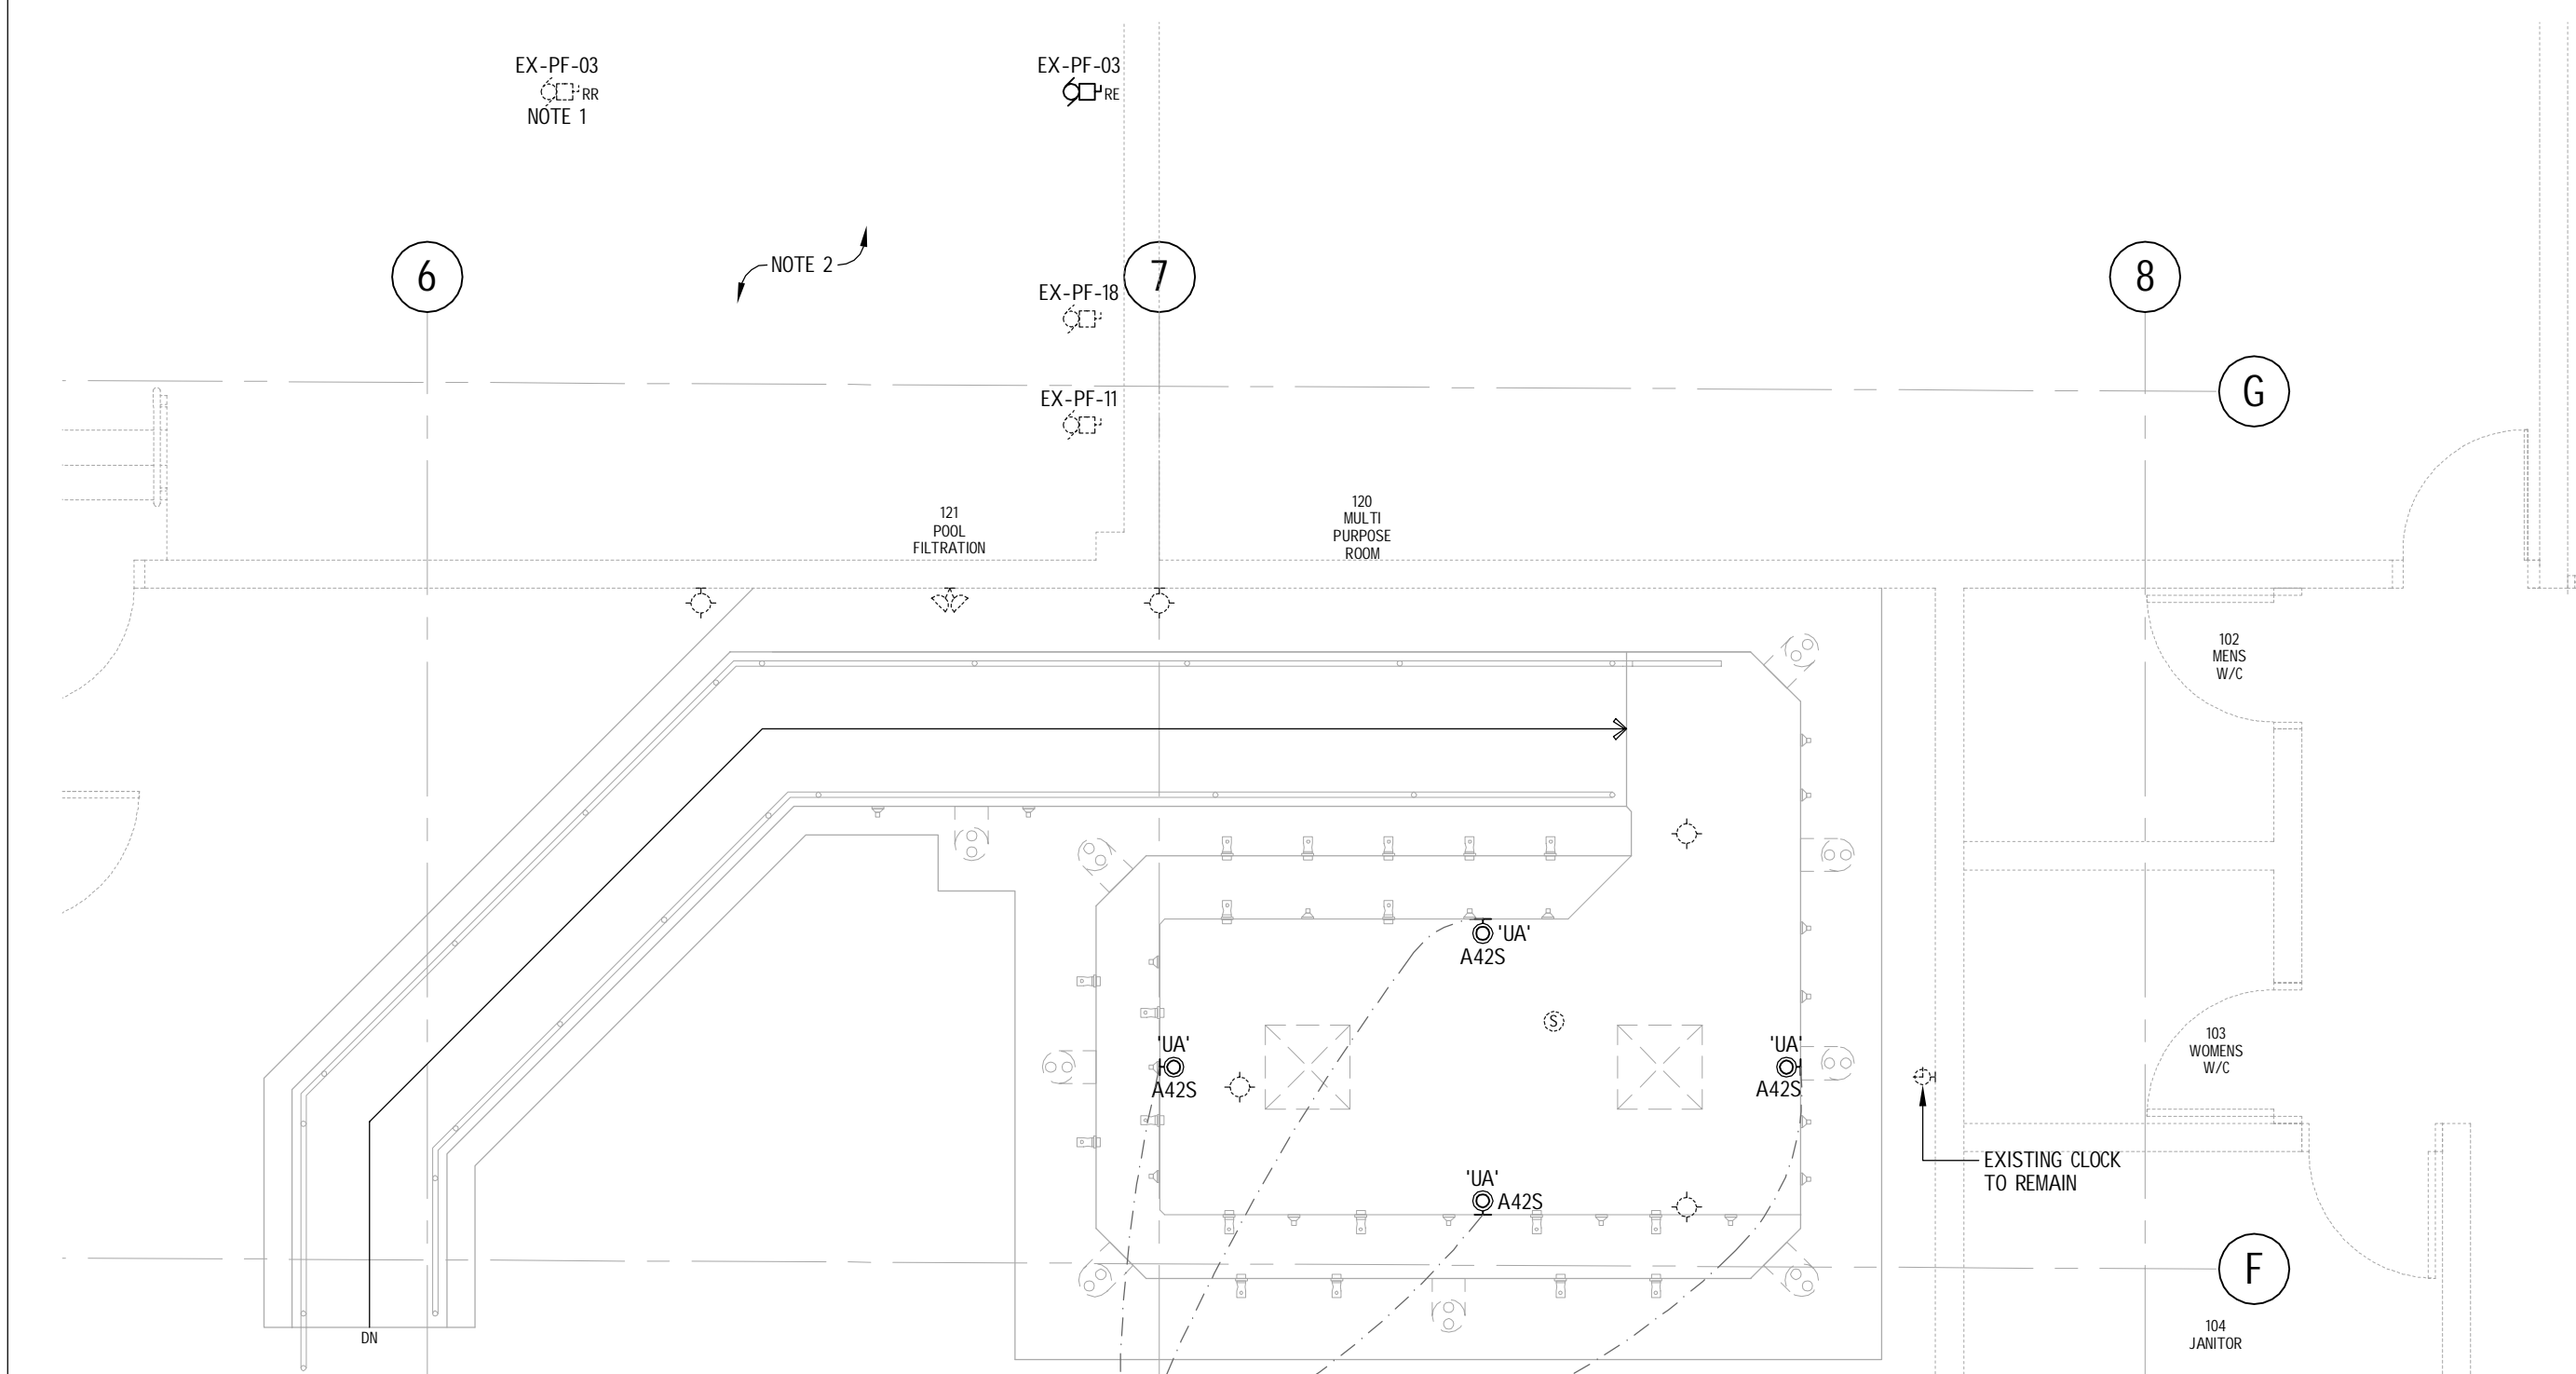 EX-PF-03
RR
NOTE 1
EX-PF-03
RE
NOTE 2
6
7
8
EX-PF-18
G
EX-PF-11
121
POOL
FILTRATION
120
MULTI
PURPOSE
ROOM
102
MENS
W/C
'UA'
A42S
S
'UA'
A42S
'UA'
A42S
103
WOMENS
W/C
EXISTING CLOCK
TO REMAIN
'UA'
A42S
F
DN
104
JANITOR